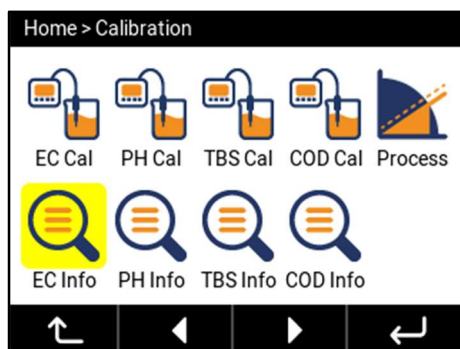 Home > Calibration
EC Cal PH Cal TBS Cal COD Cal Process
EC Info PH Info TBS Info COD Info